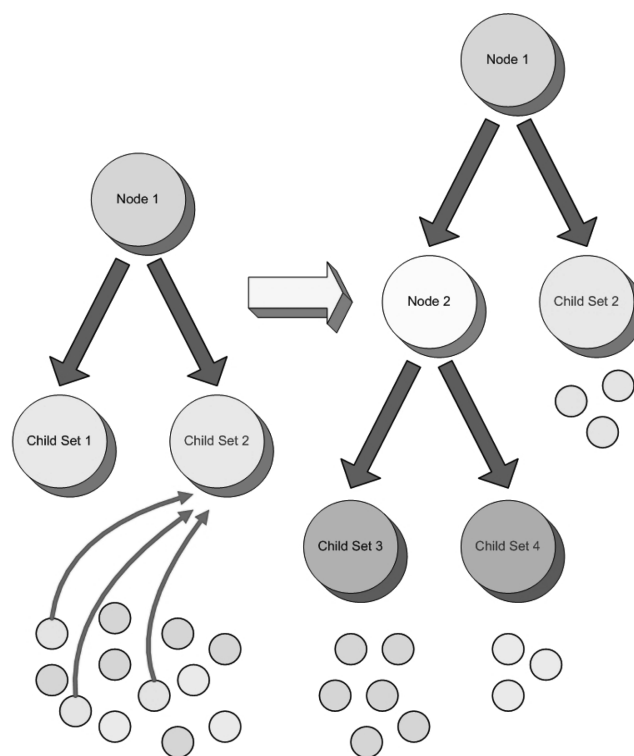 Node 1
Node 1
Node 2
Child Set 2
Child Set 1
Child Set 2
Child Set 3
Child Set 4